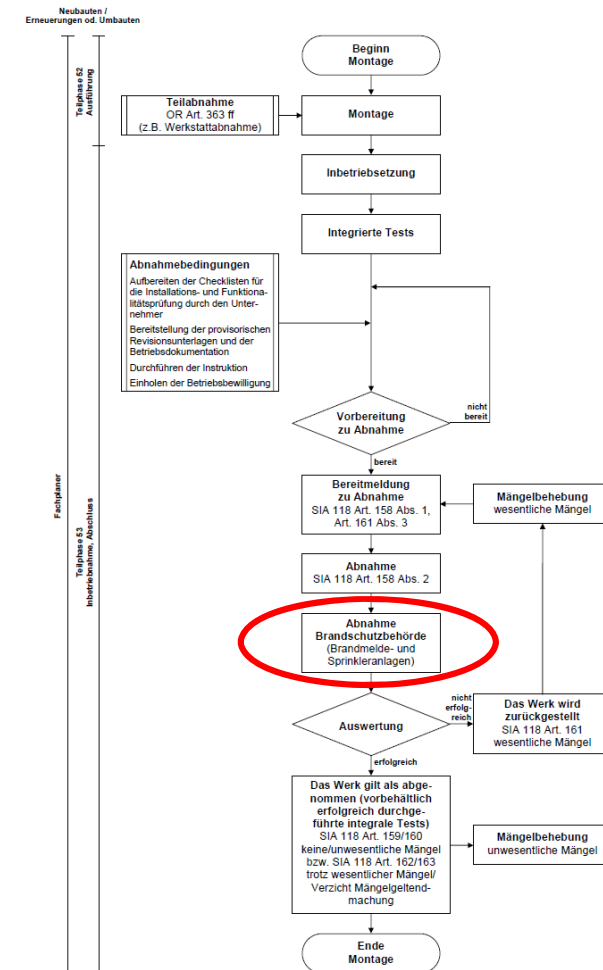 Neubauten /
Erneuerungen od. Umbauten
Teilphase 52
Ausführung
Beginn
Montage
Teilabnahme
OR Art. 363 ff
(z.B. Werkstattabnahme)
Montage
Inbetriebsetzung
Integrierte Tests
Abnahmebedingungen
Aufbereiten der Checklisten für
die Installations- und Funktiona-
litätsprüfung durch den Unter-
nehmer
Bereitstellung der provisorischen
Revisionsunterlagen und der
Betriebsdokumentation
Durchführen der Instruktion
Einholen der Betriebsbewilligung
nicht
bereit
Vorbereitung
zu Abnahme
bereit
Fachplaner
Teilphase 53
Inbetriebnahme, Abschluss
Bereitmeldung
zu Abnahme
SIA 118 Art. 158 Abs. 1,
Art. 161 Abs. 3
Mängelbehebung
wesentliche Mängel
Abnahme
SIA 118 Art. 158 Abs. 2
Abnahme
Brandschutzbehörde
(Brandmelde- und
Sprinkleranlagen)
nicht
erfolg-
reich
Auswertung
Das Werk wird
zurückgestellt
SIA 118 Art. 161
wesentliche Mängel
erfolgreich
Das Werk gilt als abge-
nommen (vorbehältlich
erfolgreich durchge-
führte integrale Tests)
SIA 118 Art. 159/160
keine/unwesentliche Mängel
bzw. SIA 118 Art. 162/163
trotz wesentlicher Mängel/
Verzicht Mängelgeltend-
machung
Mängelbehebung
unwesentliche Mängel
Ende
Montage